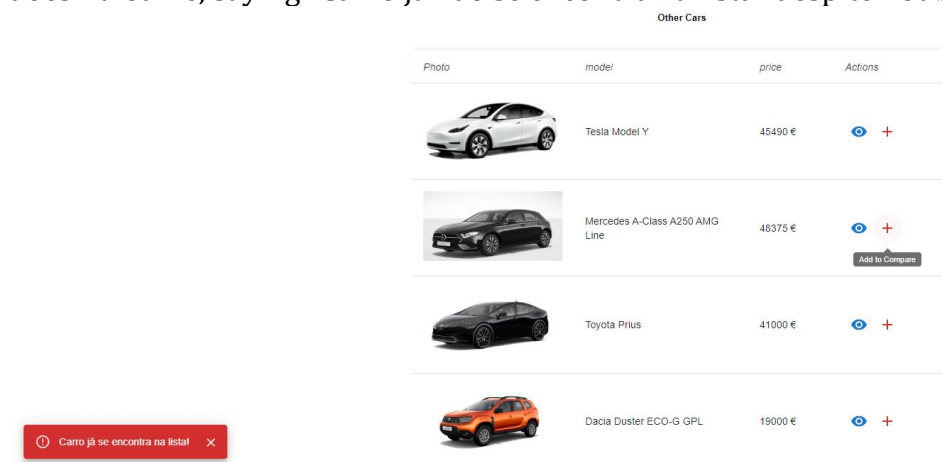 Other Cars
Photo model price Actions
Tesla Model Y 45490 €
Mercedes A-Class A250 AMG
Line
48375 €
Add to Compare
Toyota Prius 41000 €
Dacia Duster ECO-G GPL 19000 €
Carro já se encontra na lista!